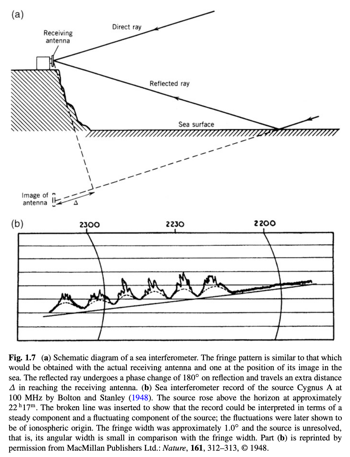 (a)
Direct ray
Receiving
antenna
Reflected ray
Sea surface
Image of
antenna
Δ
(b)
2300
2230
2200
Fig. 1.7 (a) Schematic diagram of a sea interferometer. The fringe pattern is similar to that which
would be obtained with the actual receiving antenna and one at the position of its image in the
sea. The reflected ray undergoes a phase change of 180° on reflection and travels an extra distance
Δ in reaching the receiving antenna. (b) Sea interferometer record of the source Cygnus A at
100 MHz by Bolton and Stanley (1948). The source rose above the horizon at approximately
22ʰ17ᵐ. The broken line was inserted to show that the record could be interpreted in terms of a
steady component and a fluctuating component of the source; the fluctuations were later shown to
be of ionospheric origin. The fringe width was approximately 1.0° and the source is unresolved,
that is, its angular width is small in comparison with the fringe width. Part (b) is reprinted by
permission from MacMillan Publishers Ltd.: Nature, 161, 312–313, © 1948.